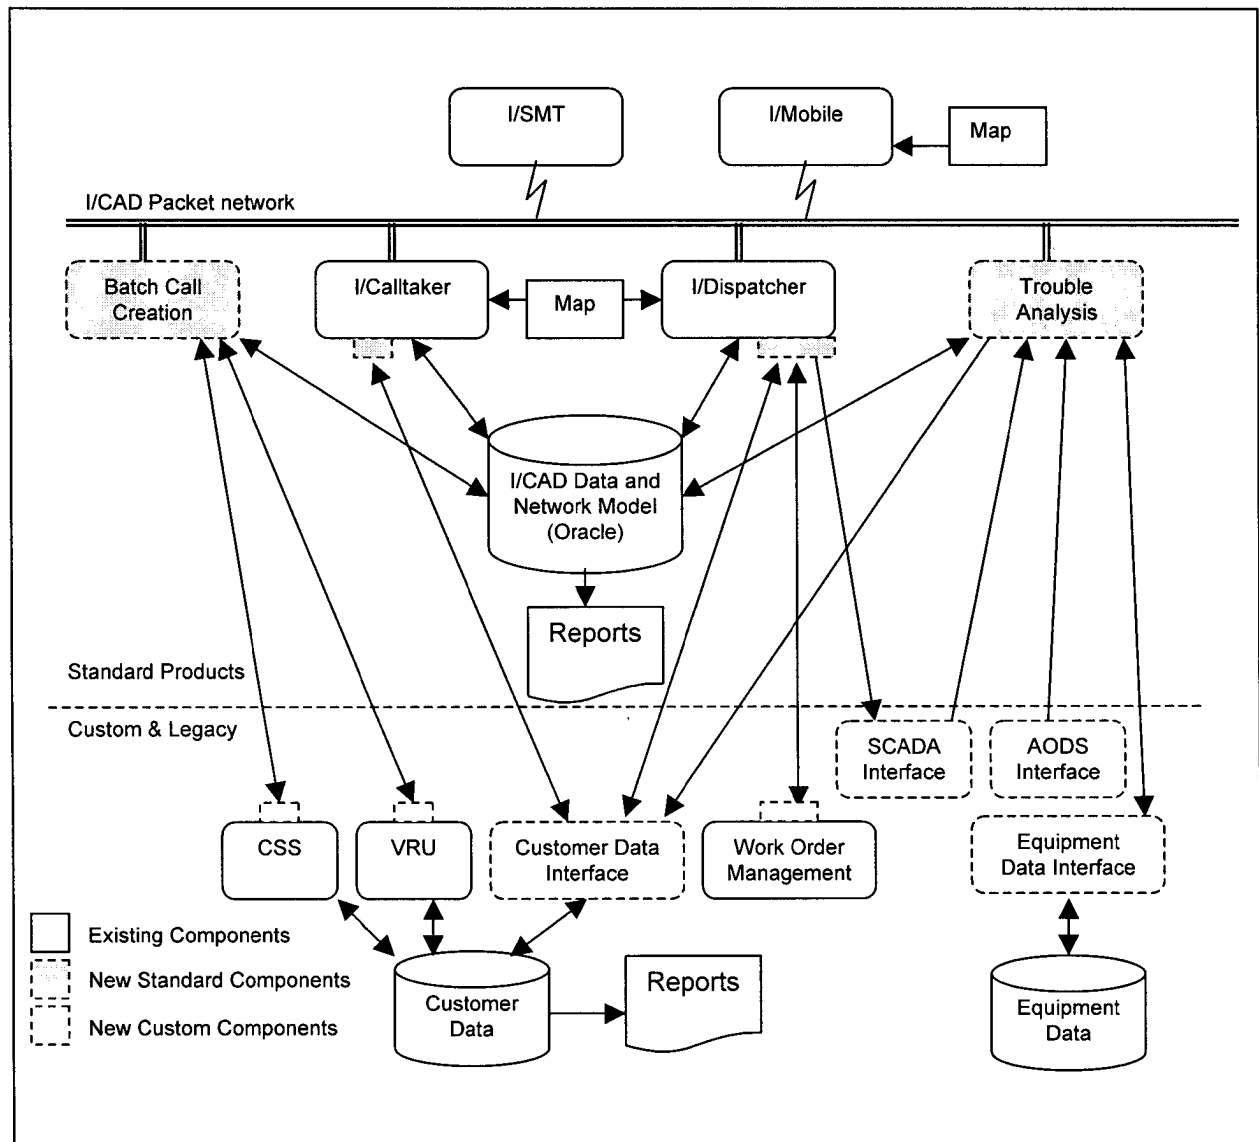 I/SMT
I/Mobile
Map
I/CAD Packet network
Batch Call
Creation
I/Calltaker
Map
I/Dispatcher
Trouble
Analysis
I/CAD Data and
Network Model
(Oracle)
Reports
Standard Products
Custom & Legacy
SCADA
Interface
AODS
Interface
CSS
VRU
Customer Data
Interface
Work Order
Management
Equipment
Data Interface
Existing Components
New Standard Components
New Custom Components
Customer
Data
Reports
Equipment
Data